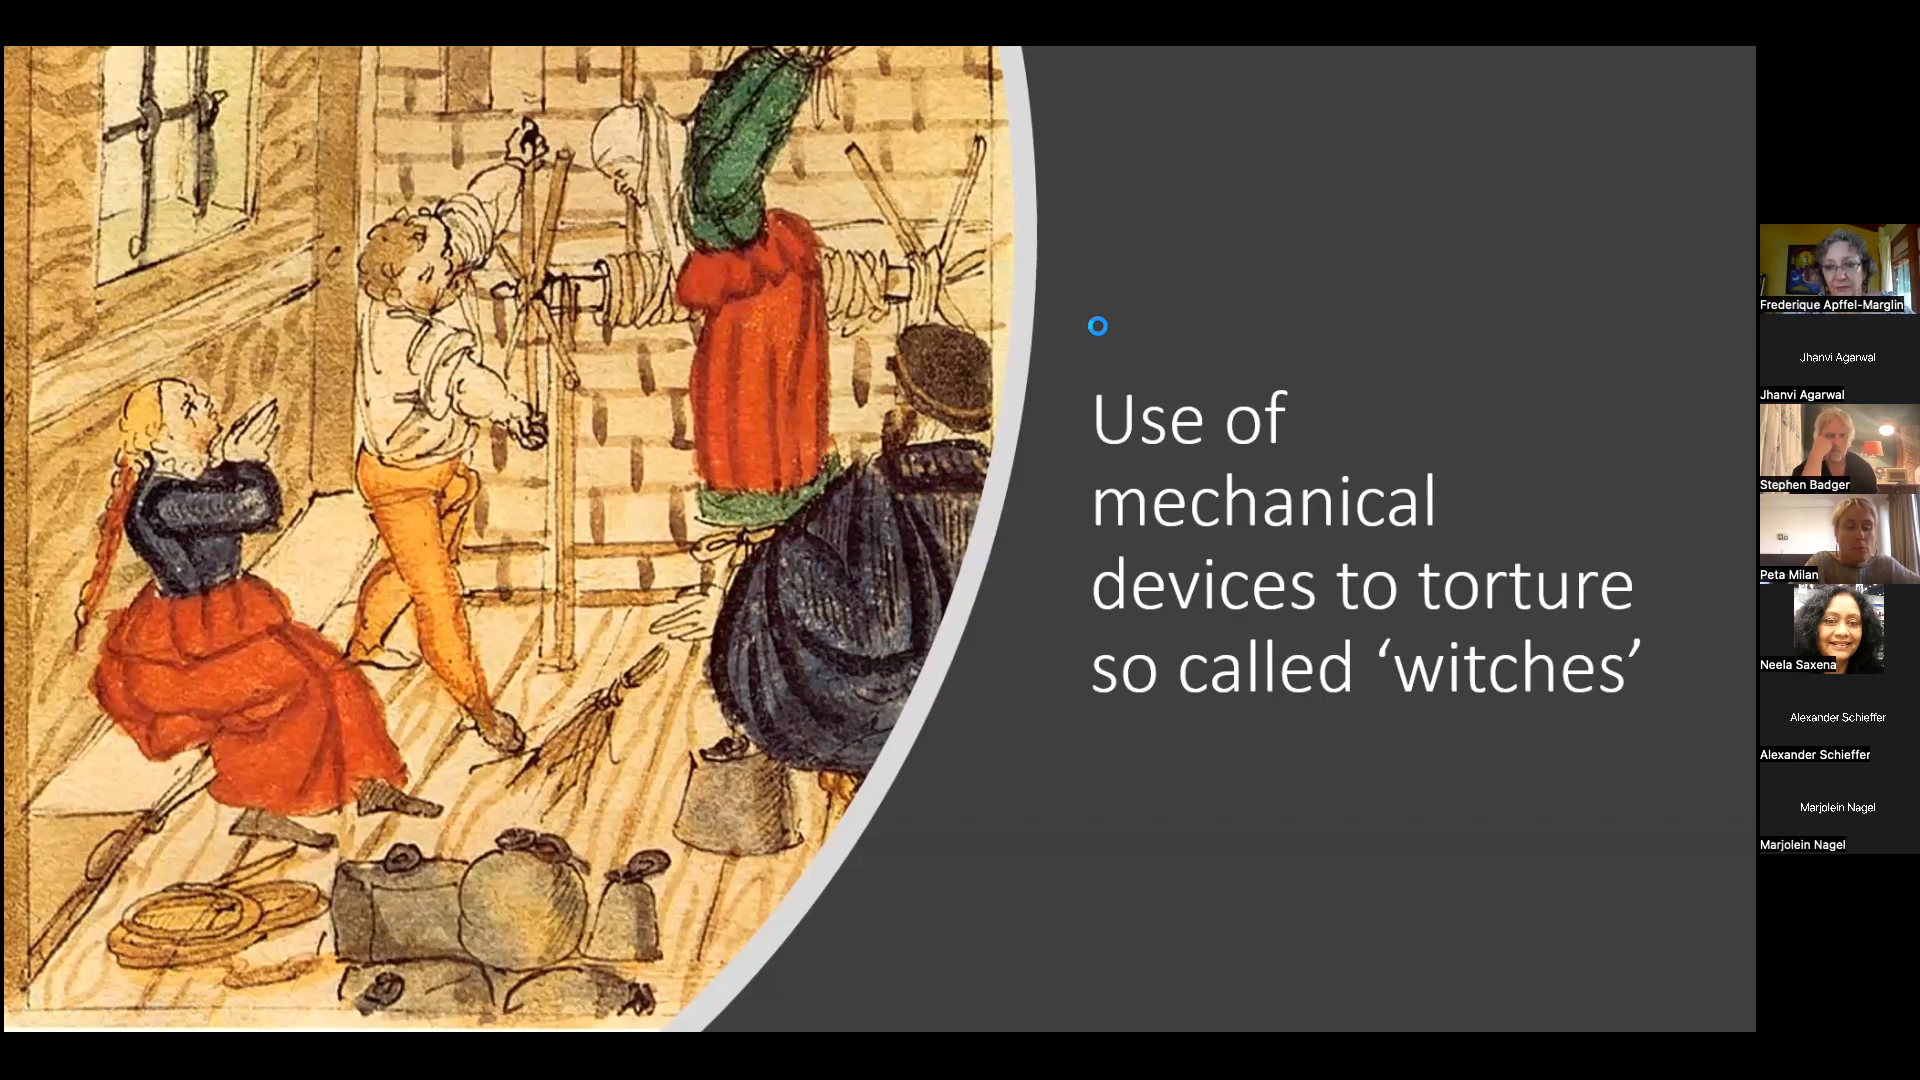 Use of
mechanical
devices to torture
so called ‘witches’
Frederique Apffel-Marglin
Jhanvi Agarwal
Jhanvi Agarwal
Stephen Badger
Peta Milan
Neela Saxena
Alexander Schieffer
Alexander Schieffer
Marjolein Nagel
Marjolein Nagel